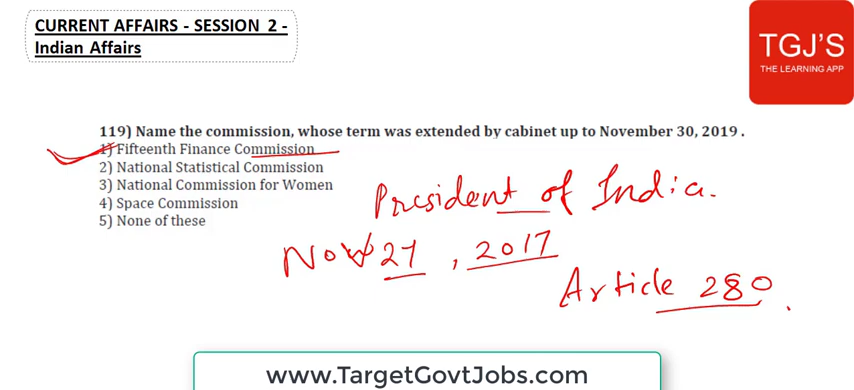 CURRENT AFFAIRS - SESSION 2 -
Indian Affairs
TGJ'S
THE LEARNING APP
119) Name the commission, whose term was extended by cabinet up to November 30, 2019 .
1) Fifteenth Finance Commission
2) National Statistical Commission
3) National Commission for Women
4) Space Commission
5) None of these
President of India.
Nov 27, 2017
Article 280.
www.TargetGovtJobs.com